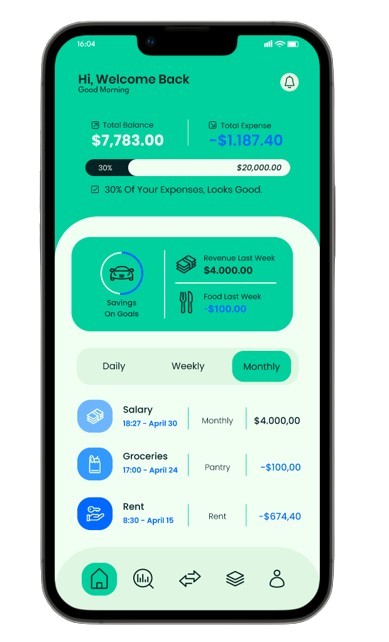 16:04
Hi, Welcome Back
Good Morning
Total Balance
$7,783.00
Total Expense
-$1.187.40
30%
$20,000.00
30% Of Your Expenses, Looks Good.
Savings
On Goals
Revenue Last Week
$4.000.00
Food Last Week
-$100.00
Daily Weekly Monthly
Salary
18:27 - April 30
Monthly
$4.000,00
Groceries
17:00 - April 24
Pantry
-$100,00
Rent
8:30 - April 15
Rent
-$674,40